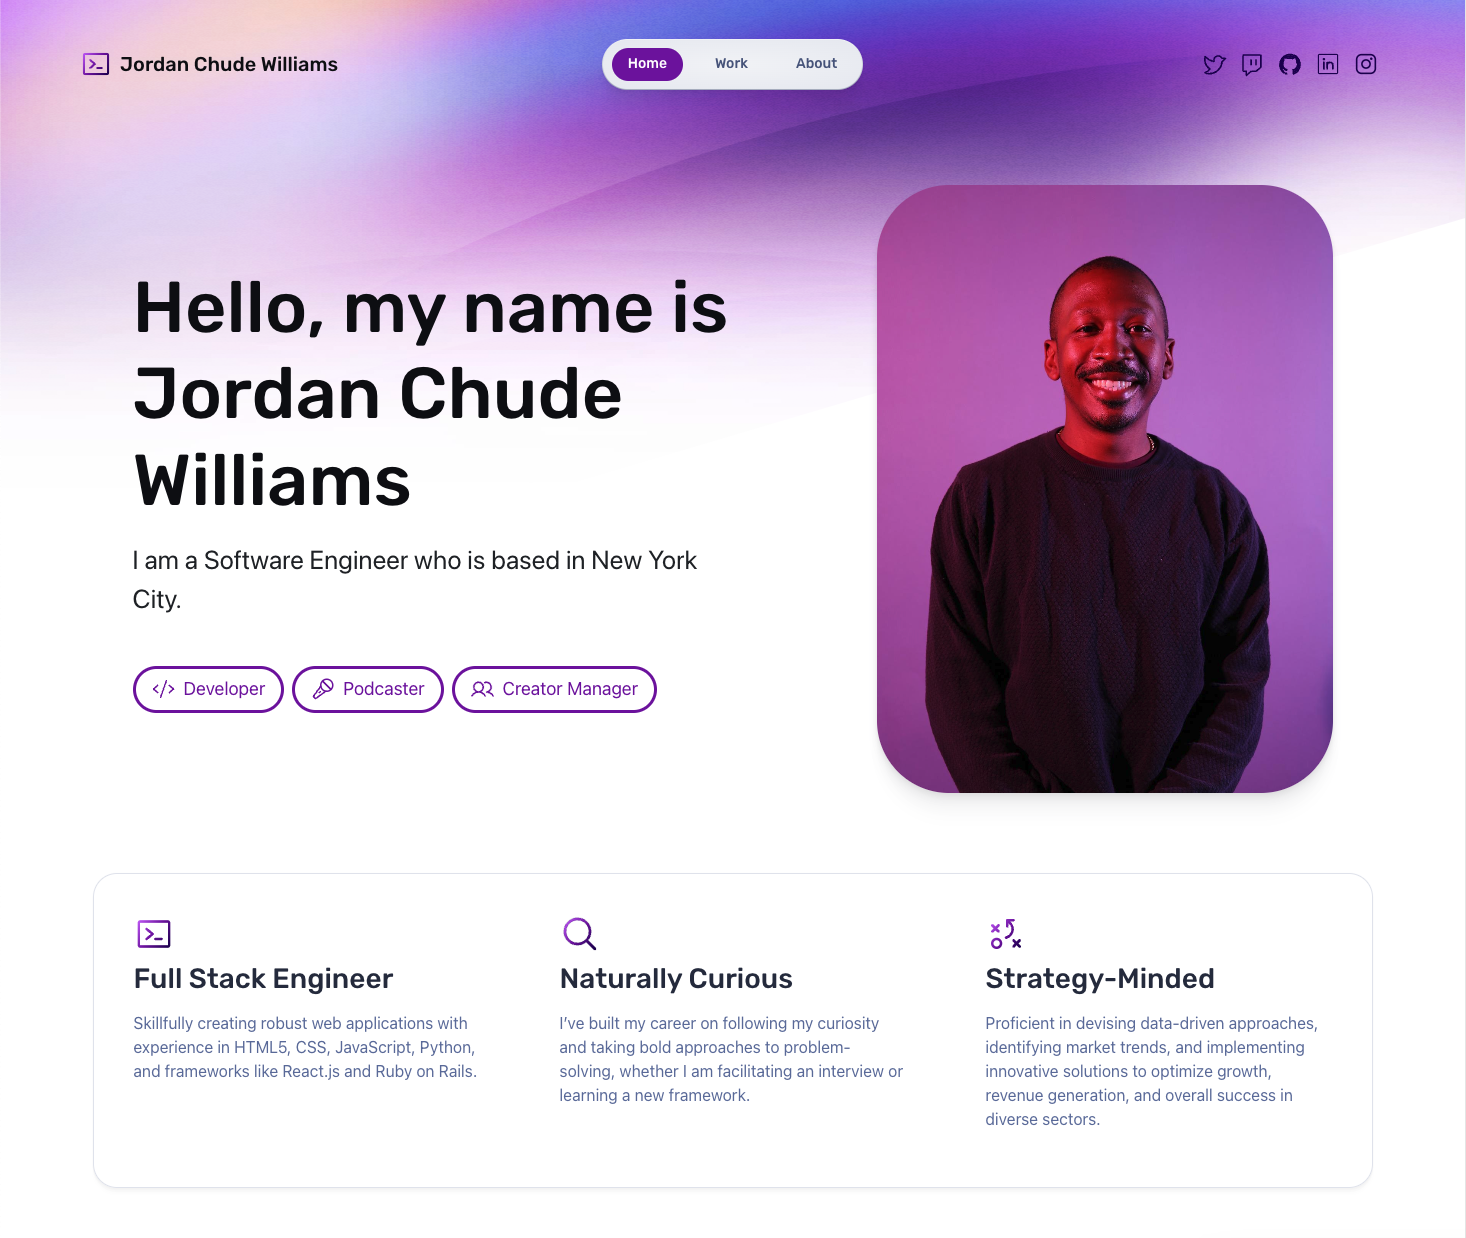 Jordan Chude Williams
Home
Work
About
Hello, my name is
Jordan Chude
Williams
I am a Software Engineer who is based in New York
City.
Developer
Podcaster
Creator Manager
Full Stack Engineer
Skillfully creating robust web applications with
experience in HTML5, CSS, JavaScript, Python,
and frameworks like React.js and Ruby on Rails.
Naturally Curious
I’ve built my career on following my curiosity
and taking bold approaches to problem-
solving, whether I am facilitating an interview or
learning a new framework.
Strategy-Minded
Proficient in devising data-driven approaches,
identifying market trends, and implementing
innovative solutions to optimize growth,
revenue generation, and overall success in
diverse sectors.